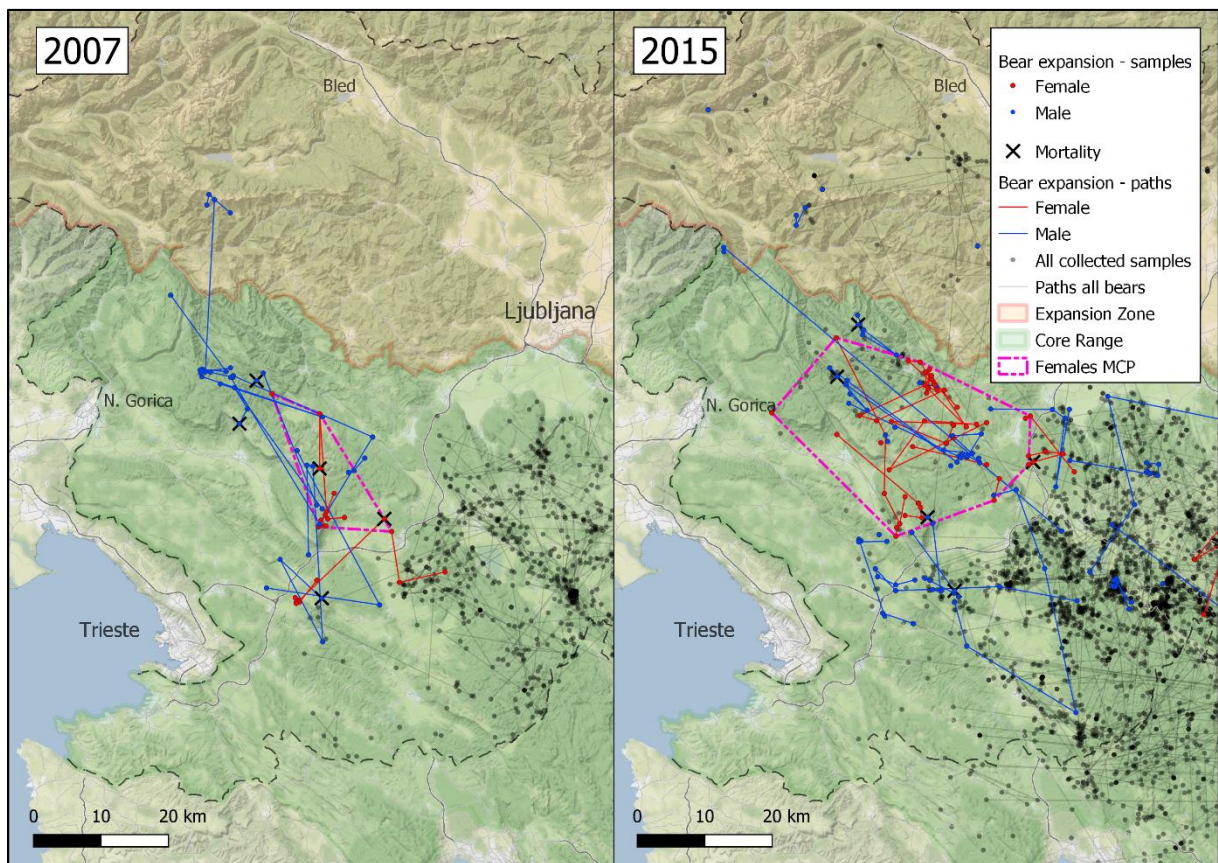 2007
Bled
Ljubljana
N. Gorica
Trieste
0 10 20 km
2015
Bled
N. Gorica
Trieste
0 10 20 km
Bear expansion - samples
Female
Male
Mortality
Bear expansion - paths
Female
Male
All collected samples
Paths all bears
Expansion Zone
Core Range
Females MCP